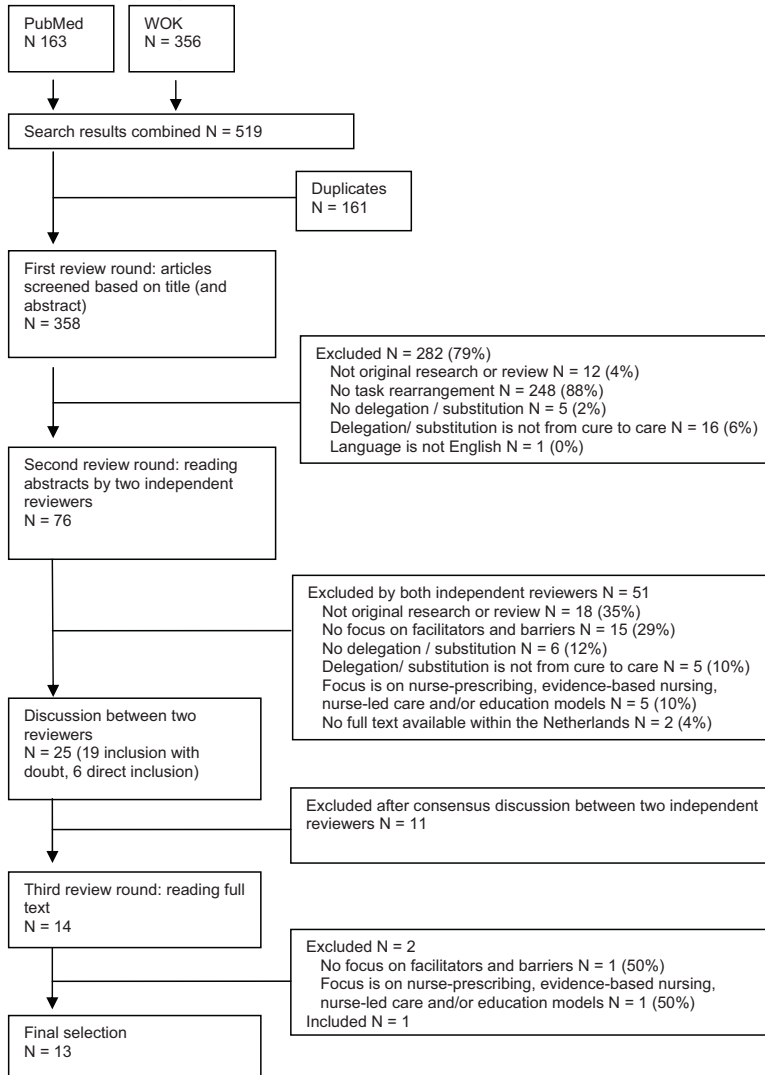 PubMed
N 163
WOK
N = 356
Search results combined N = 519
Duplicates
N = 161
First review round: articles
screened based on title (and
abstract)
N = 358
Excluded N = 282 (79%)
Not original research or review N = 12 (4%)
No task rearrangement N = 248 (88%)
No delegation / substitution N = 5 (2%)
Delegation/ substitution is not from cure to care N = 16 (6%)
Language is not English N = 1 (0%)
Second review round: reading
abstracts by two independent
reviewers
N = 76
Excluded by both independent reviewers N = 51
Not original research or review N = 18 (35%)
No focus on facilitators and barriers N = 15 (29%)
No delegation / substitution N = 6 (12%)
Delegation/ substitution is not from cure to care N = 5 (10%)
Focus is on nurse-prescribing, evidence-based nursing,
nurse-led care and/or education models N = 5 (10%)
No full text available within the Netherlands N = 2 (4%)
Discussion between two
reviewers
N = 25 (19 inclusion with
doubt, 6 direct inclusion)
Excluded after consensus discussion between two independent
reviewers N = 11
Third review round: reading full
text
N = 14
Excluded N = 2
No focus on facilitators and barriers N = 1 (50%)
Focus is on nurse-prescribing, evidence-based nursing,
nurse-led care and/or education models N = 1 (50%)
Included N = 1
Final selection
N = 13